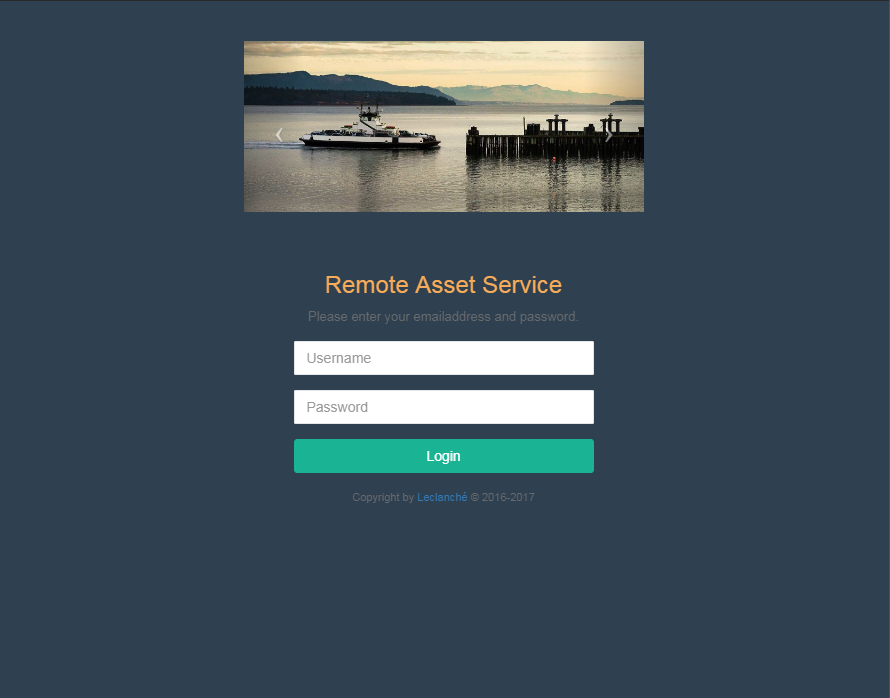 Remote Asset Service
Please enter your emailaddress and password.
Username
Password
Login
Copyright by Leclanché © 2016-2017